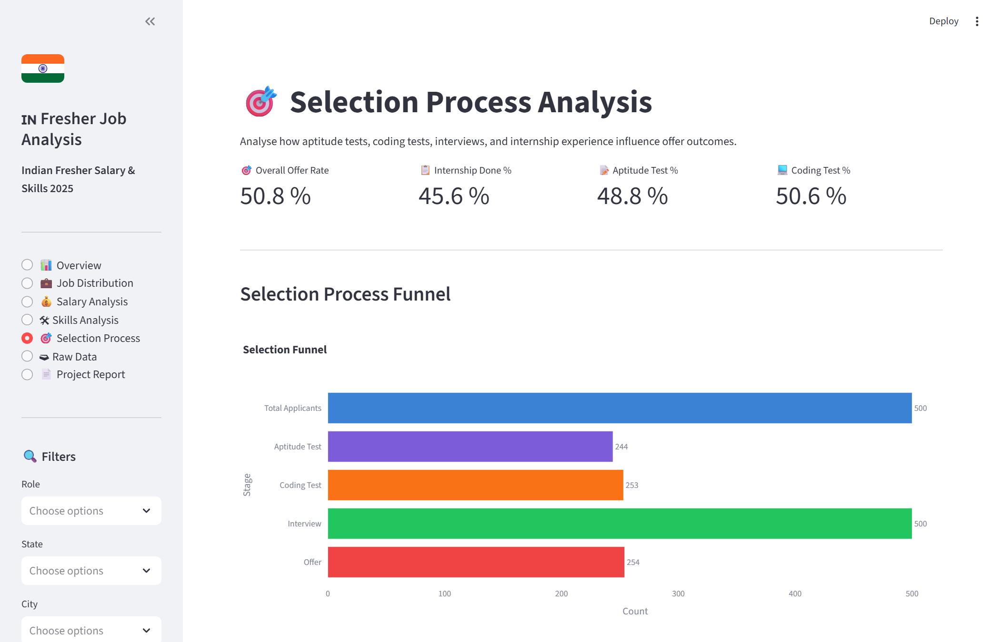 Deploy
IN Fresher Job
Analysis
Indian Fresher Salary &
Skills 2025
Overview
Job Distribution
Salary Analysis
Skills Analysis
Selection Process
Raw Data
Project Report
Filters
Role
Choose options
State
Choose options
City
Choose options
Selection Process Analysis
Analyse how aptitude tests, coding tests, interviews, and internship experience influence offer outcomes.
Overall Offer Rate
50.8 %
Internship Done %
45.6 %
Aptitude Test %
48.8 %
Coding Test %
50.6 %
Selection Process Funnel
Selection Funnel
Stage
Total Applicants 500
Aptitude Test 244
Coding Test 253
Interview 500
Offer 254
0 100 200 300 400 500
Count